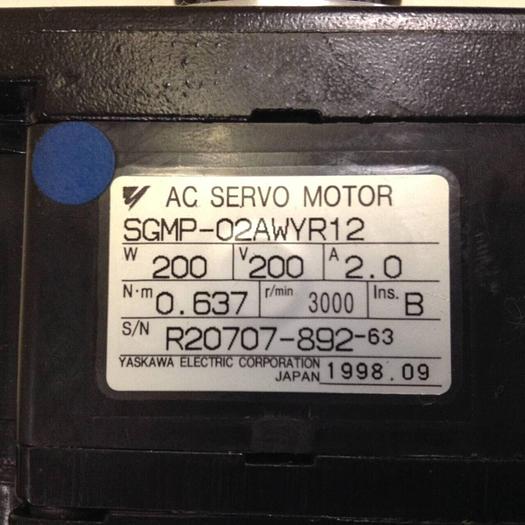 AC SERVO MOTOR
SGMP-02AWYR12
W 200 V 200 A 2.0
N·m 0.637 r/min 3000 Ins. B
S/N R20707-892-63
YASKAWA ELECTRIC CORPORATION
JAPAN 1998.09